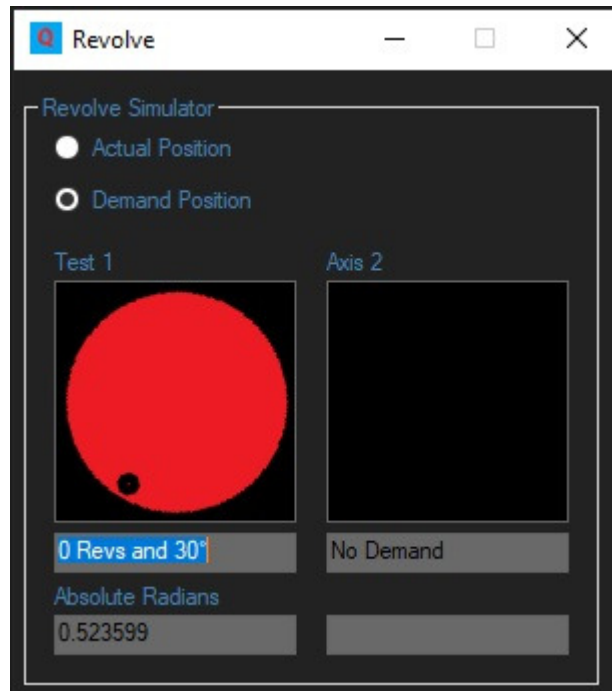 Q Revolve
Revolve Simulator
Actual Position
Demand Position
Test 1
Axis 2
0 Revs and 30°
No Demand
Absolute Radians
0.523599